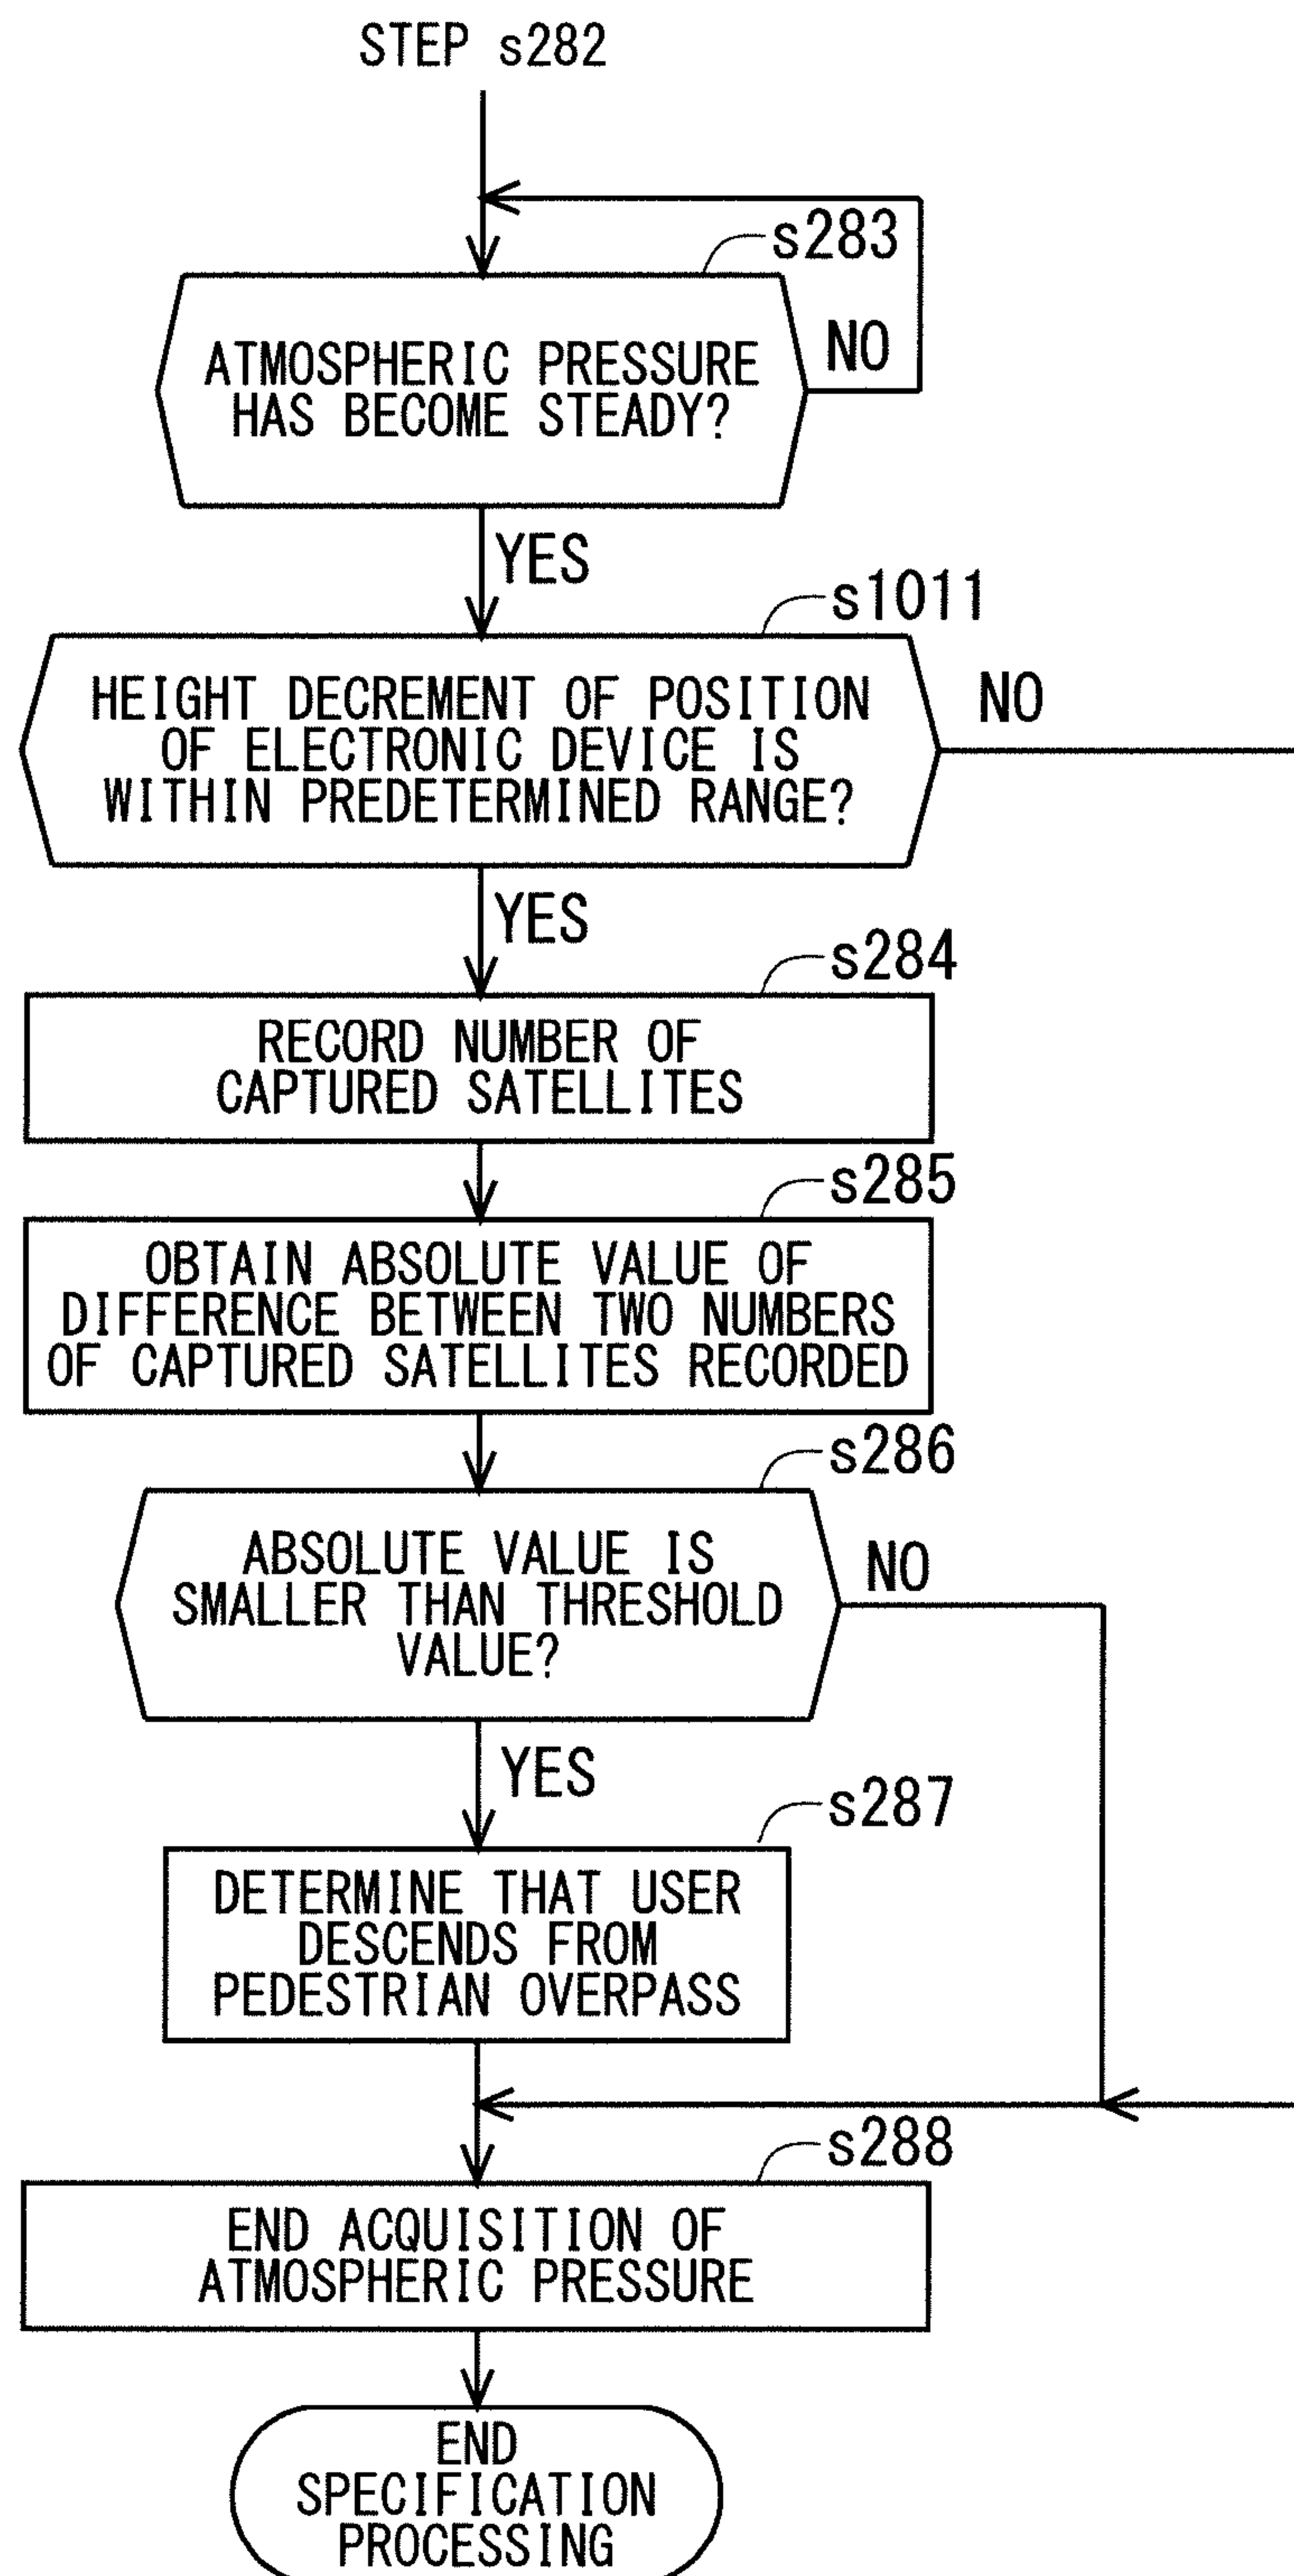 STEP s282
s283
ATMOSPHERIC PRESSURE
HAS BECOME STEADY?
NO
YES
s1011
HEIGHT DECREMENT OF POSITION
OF ELECTRONIC DEVICE IS
WITHIN PREDETERMINED RANGE?
NO
YES
s284
RECORD NUMBER OF
CAPTURED SATELLITES
s285
OBTAIN ABSOLUTE VALUE OF
DIFFERENCE BETWEEN TWO NUMBERS
OF CAPTURED SATELLITES RECORDED
s286
ABSOLUTE VALUE IS
SMALLER THAN THRESHOLD
VALUE?
NO
YES
s287
DETERMINE THAT USER
DESCENDS FROM
PEDESTRIAN OVERPASS
s288
END ACQUISITION OF
ATMOSPHERIC PRESSURE
END
SPECIFICATION
PROCESSING